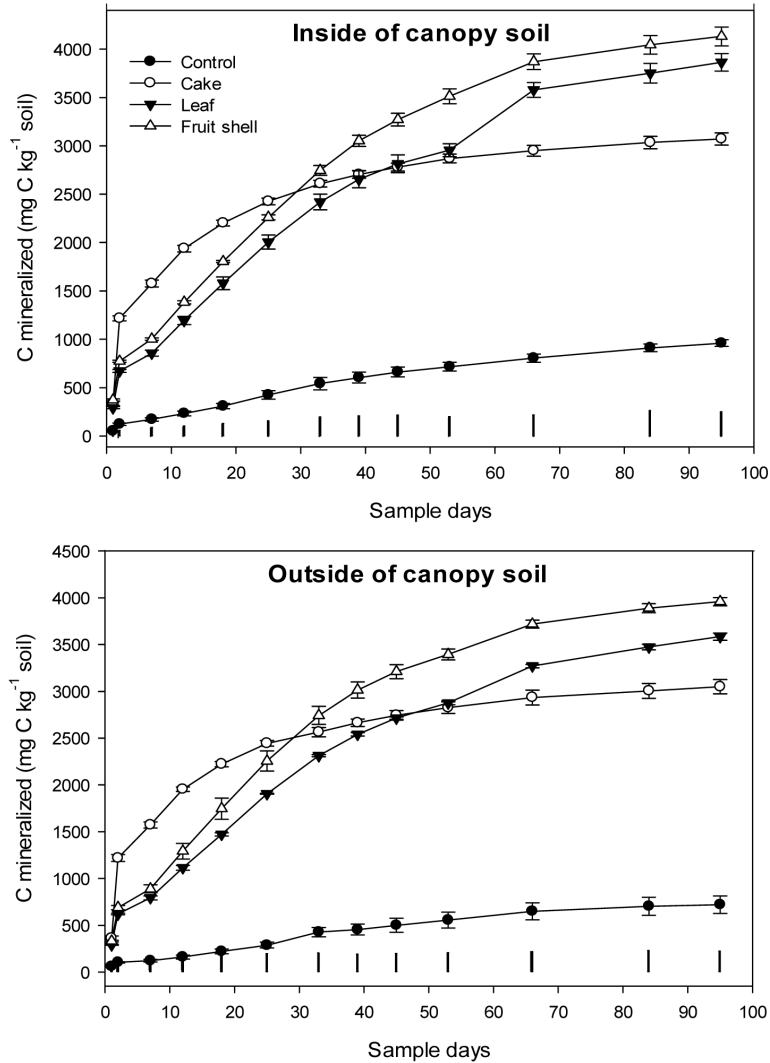 Inside of canopy soil
Control
Cake
Leaf
Fruit shell
C mineralized (mg C kg⁻¹ soil)
4000
3500
3000
2500
2000
1500
1000
500
0
0 10 20 30 40 50 60 70 80 90 100
Sample days
Outside of canopy soil
C mineralized (mg C kg⁻¹ soil)
4500
4000
3500
3000
2500
2000
1500
1000
500
0
0 10 20 30 40 50 60 70 80 90 100
Sample days